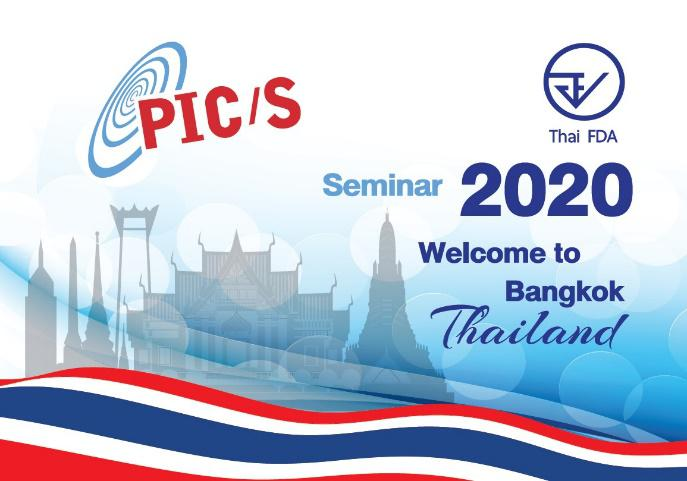 PIC/S
Thai FDA
Seminar 2020
Welcome to
Bangkok
Thailand